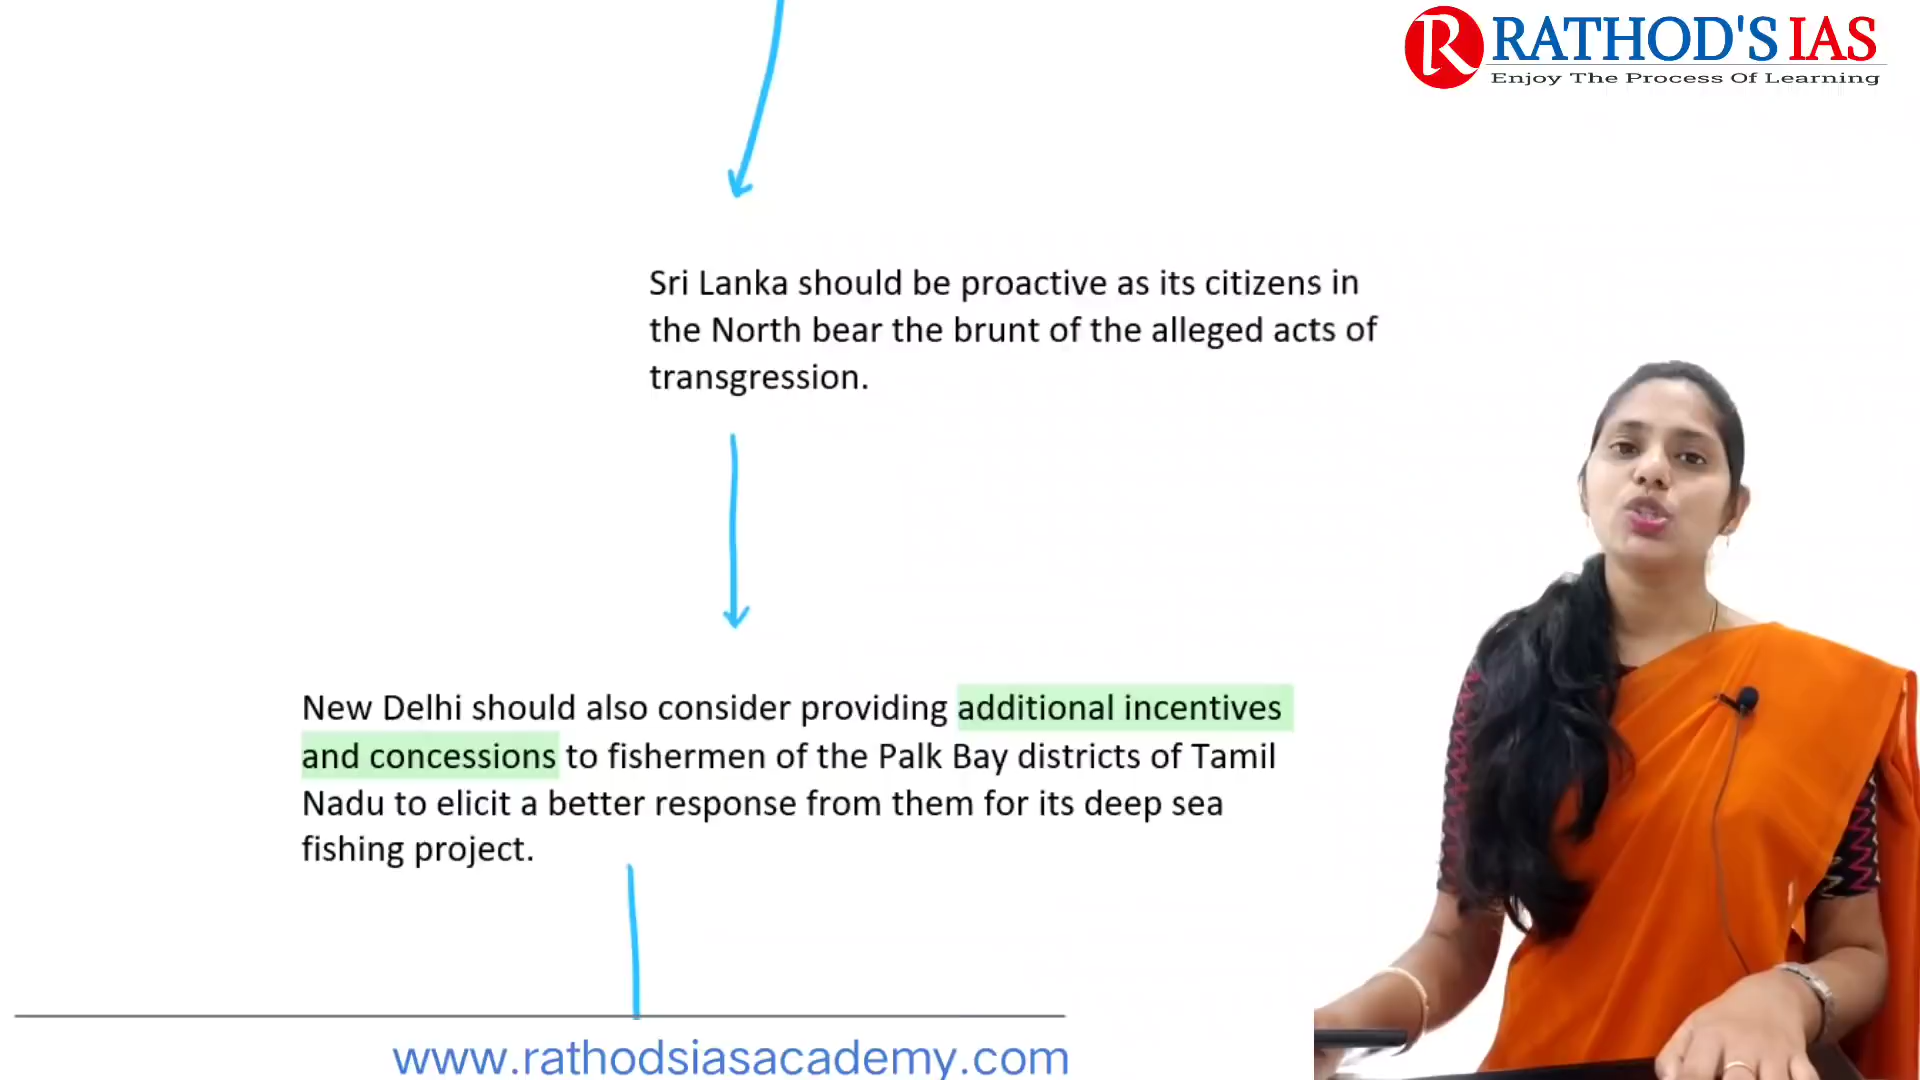 RATHOD'S IAS
Enjoy The Process Of Learning
Sri Lanka should be proactive as its citizens in
the North bear the brunt of the alleged acts of
transgression.
New Delhi should also consider providing additional incentives
and concessions to fishermen of the Palk Bay districts of Tamil
Nadu to elicit a better response from them for its deep sea
fishing project.
www.rathodsiasacademy.com